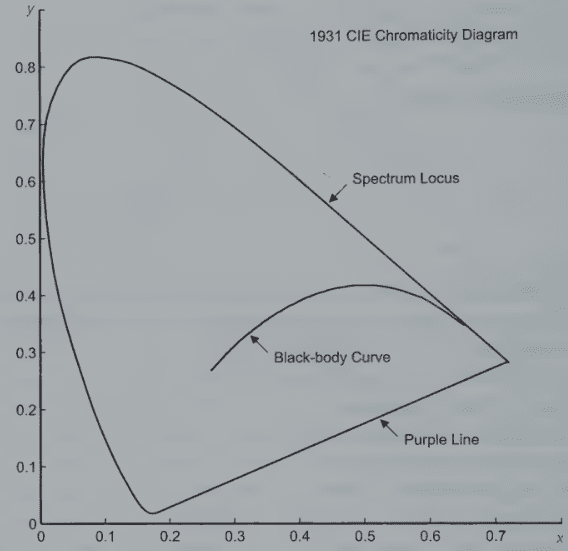 y
1931 CIE Chromaticity Diagram
0.8
0.7
Spectrum Locus
0.6
0.5
0.4
Black-body Curve
0.3
0.2
Purple Line
0.1
0
0 0.1 0.2 0.3 0.4 0.5 0.6 0.7 x